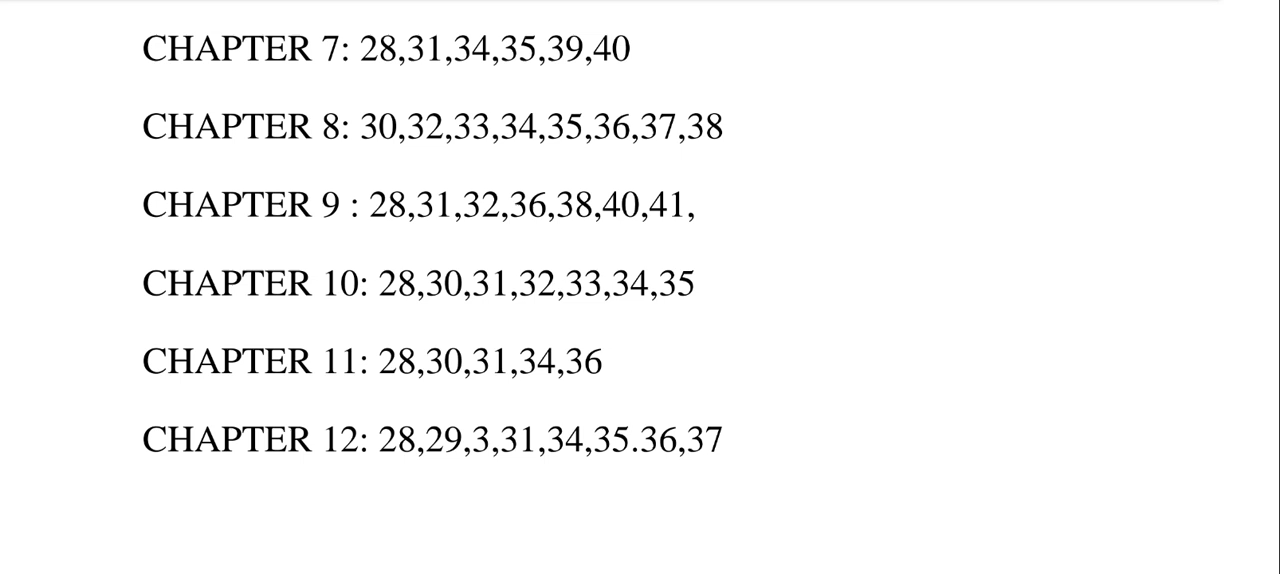 CHAPTER 7: 28,31,34,35,39,40
CHAPTER 8: 30,32,33,34,35,36,37,38
CHAPTER 9 : 28,31,32,36,38,40,41,
CHAPTER 10: 28,30,31,32,33,34,35
CHAPTER 11: 28,30,31,34,36
CHAPTER 12: 28,29,3,31,34,35.36,37